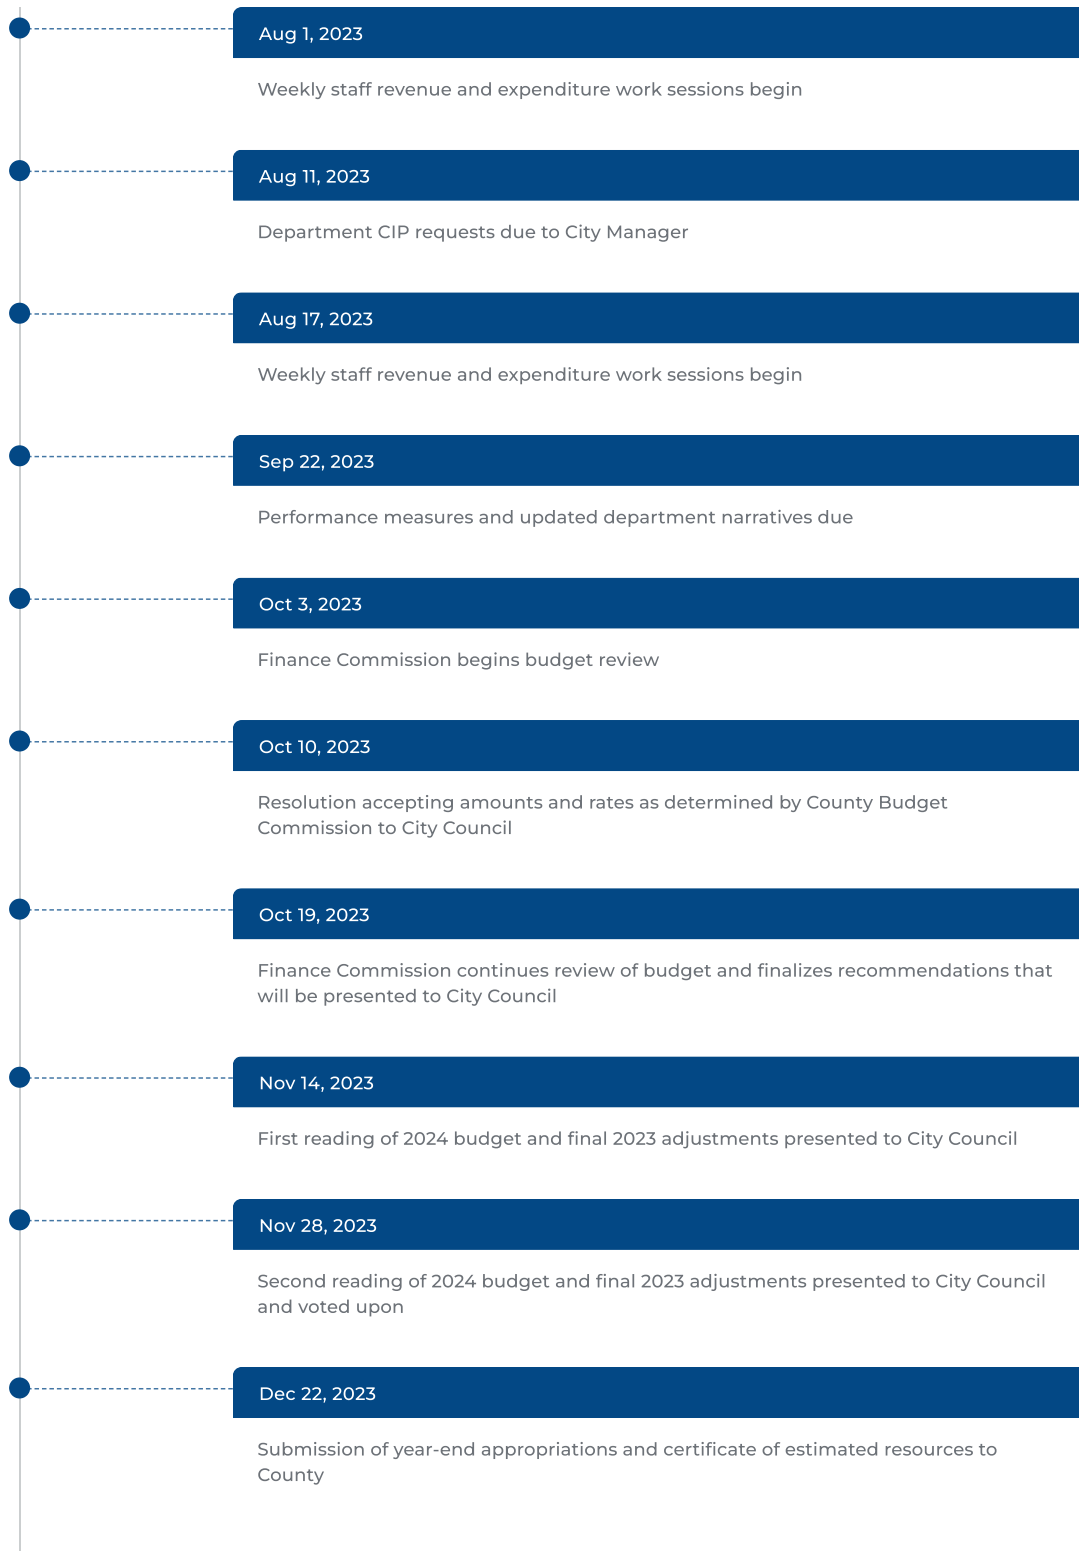 Aug 1, 2023
Weekly staff revenue and expenditure work sessions begin
Aug 11, 2023
Department CIP requests due to City Manager
Aug 17, 2023
Weekly staff revenue and expenditure work sessions begin
Sep 22, 2023
Performance measures and updated department narratives due
Oct 3, 2023
Finance Commission begins budget review
Oct 10, 2023
Resolution accepting amounts and rates as determined by County Budget
Commission to City Council
Oct 19, 2023
Finance Commission continues review of budget and finalizes recommendations that
will be presented to City Council
Nov 14, 2023
First reading of 2024 budget and final 2023 adjustments presented to City Council
Nov 28, 2023
Second reading of 2024 budget and final 2023 adjustments presented to City Council
and voted upon
Dec 22, 2023
Submission of year-end appropriations and certificate of estimated resources to
County